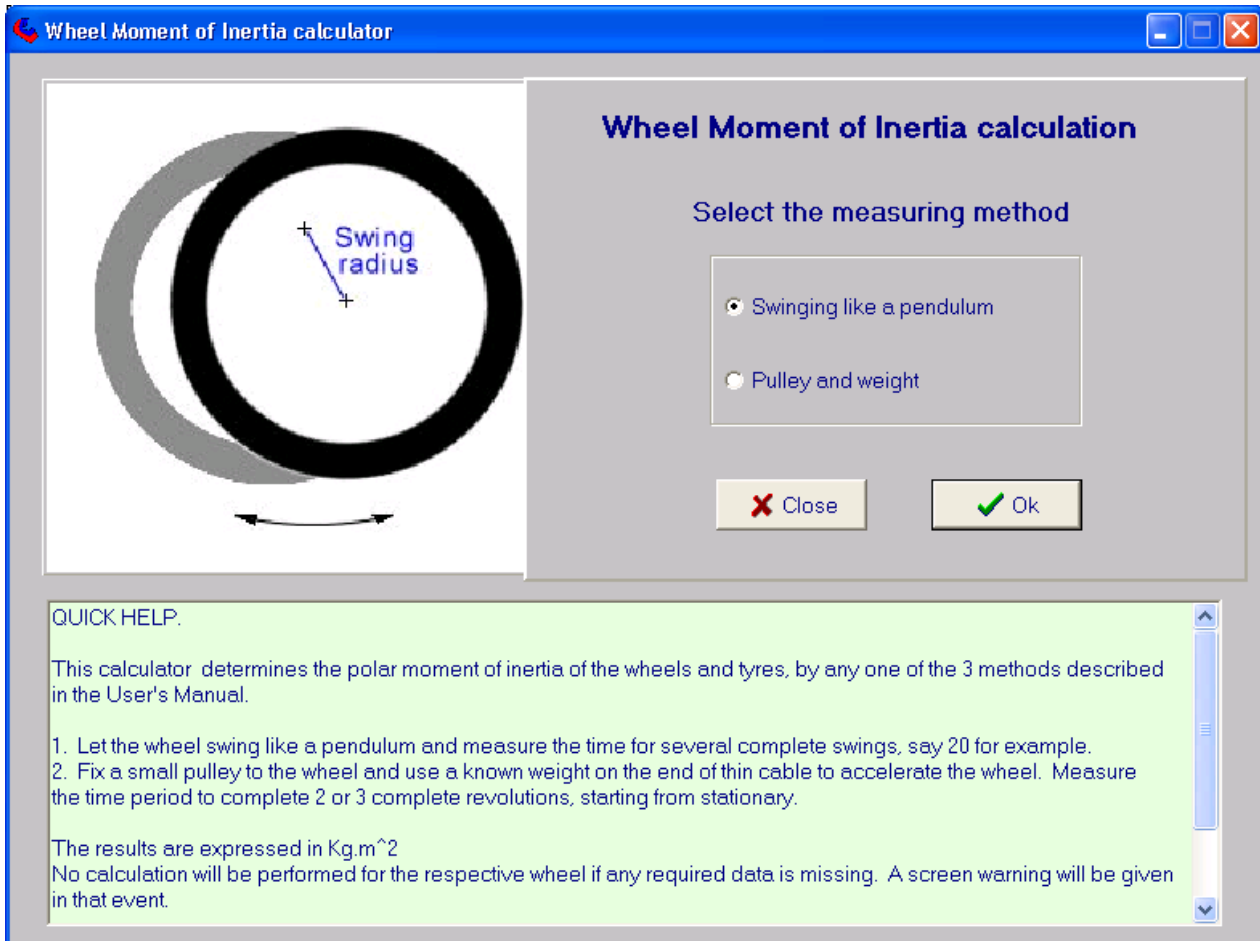 Wheel Moment of Inertia calculator
Swing
radius
Wheel Moment of Inertia calculation
Select the measuring method
Swinging like a pendulum
Pulley and weight
Close
Ok
QUICK HELP.
This calculator  determines the polar moment of inertia of the wheels and tyres, by any one of the 3 methods described
in the User's Manual.
1.  Let the wheel swing like a pendulum and measure the time for several complete swings, say 20 for example.
2.  Fix a small pulley to the wheel and use a known weight on the end of thin cable to accelerate the wheel.  Measure
the time period to complete 2 or 3 complete revolutions, starting from stationary.
The results are expressed in Kg.m^2
No calculation will be performed for the respective wheel if any required data is missing.  A screen warning will be given
in that event.